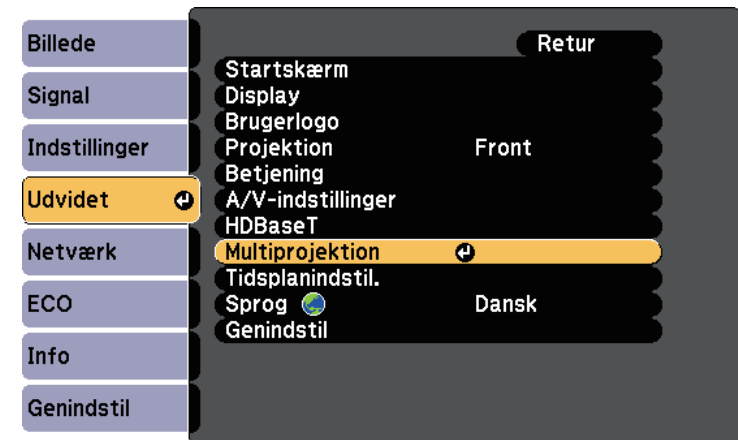 Billede
Signal
Indstillinger
Udvidet
Netværk
ECO
Info
Genindstil
Retur
Startskærm
Display
Brugerlogo
Projektion Front
Betjening
A/V-indstillinger
HDBaseT
Multiprojektion
Tidsplanindstil.
Sprog Dansk
Genindstil